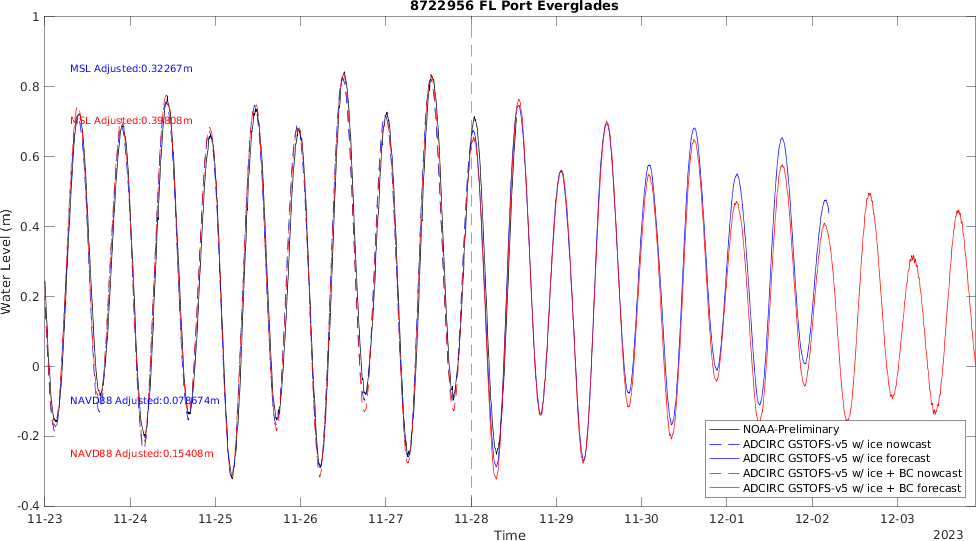 8722956 FL Port Everglades
1
0.8
0.6
0.4
0.2
0
-0.2
-0.4
Water Level (m)
MSL Adjusted:0.32267m
MSL Adjusted:0.39808m
NAVD88 Adjusted:0.078674m
NAVD88 Adjusted:0.15408m
NOAA-Preliminary
ADCIRC GSTOFS-v5 w/ ice nowcast
ADCIRC GSTOFS-v5 w/ ice forecast
ADCIRC GSTOFS-v5 w/ ice + BC nowcast
ADCIRC GSTOFS-v5 w/ ice + BC forecast
11-23 11-24 11-25 11-26 11-27 11-28 11-29 11-30 12-01 12-02 12-03
Time
2023